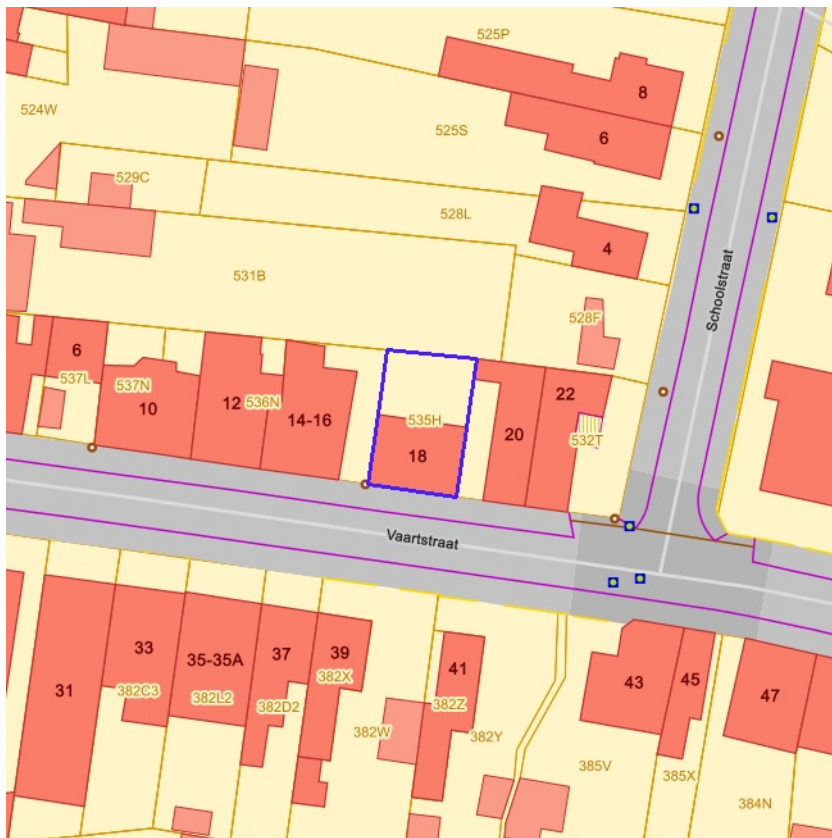 525P
8
524W
525S
6
529C
528L
4
531B
Schoolstraat
528F
6
537L
537N
10
12
536N
14-16
535H
18
20
22
532T
Vaartstraat
33
35-35A
37
39
382X
41
31
382C3
382L2
382D2
382W
382Z
382Y
43
45
47
385V
385X
384N